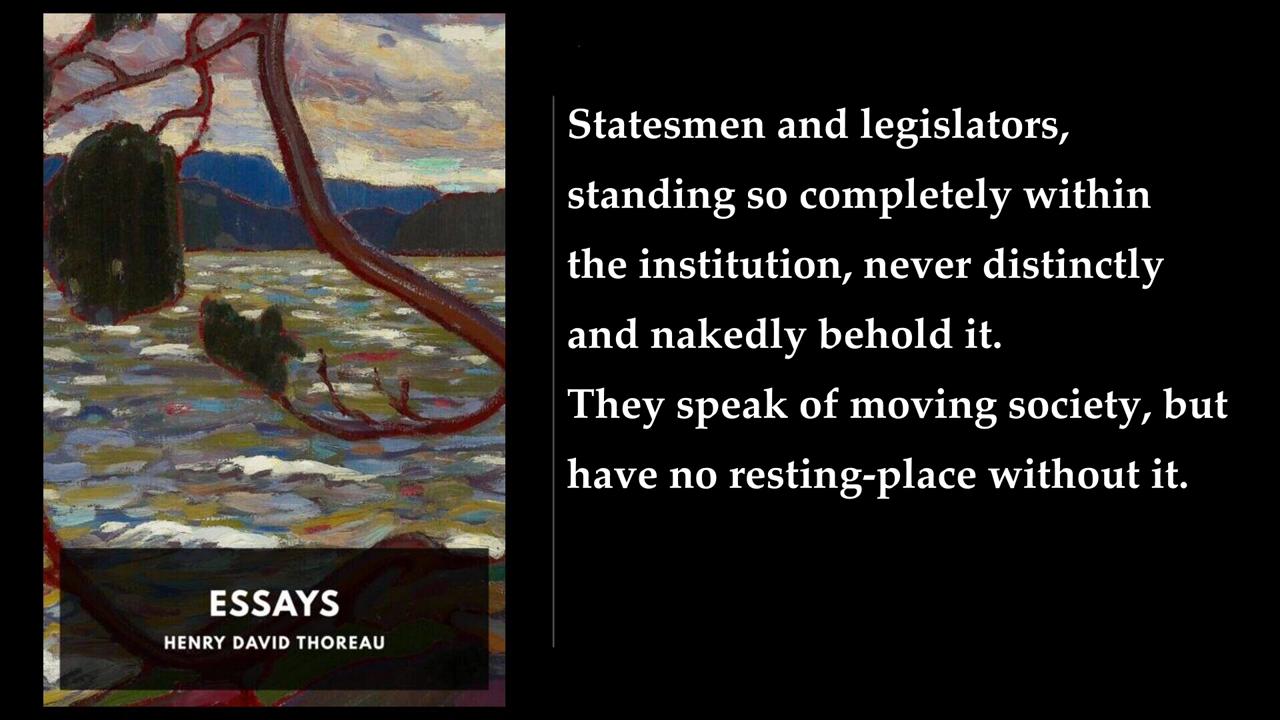 Statesmen and legislators,
standing so completely within
the institution, never distinctly
and nakedly behold it.
They speak of moving society, but
have no resting-place without it.
ESSAYS
HENRY DAVID THOREAU